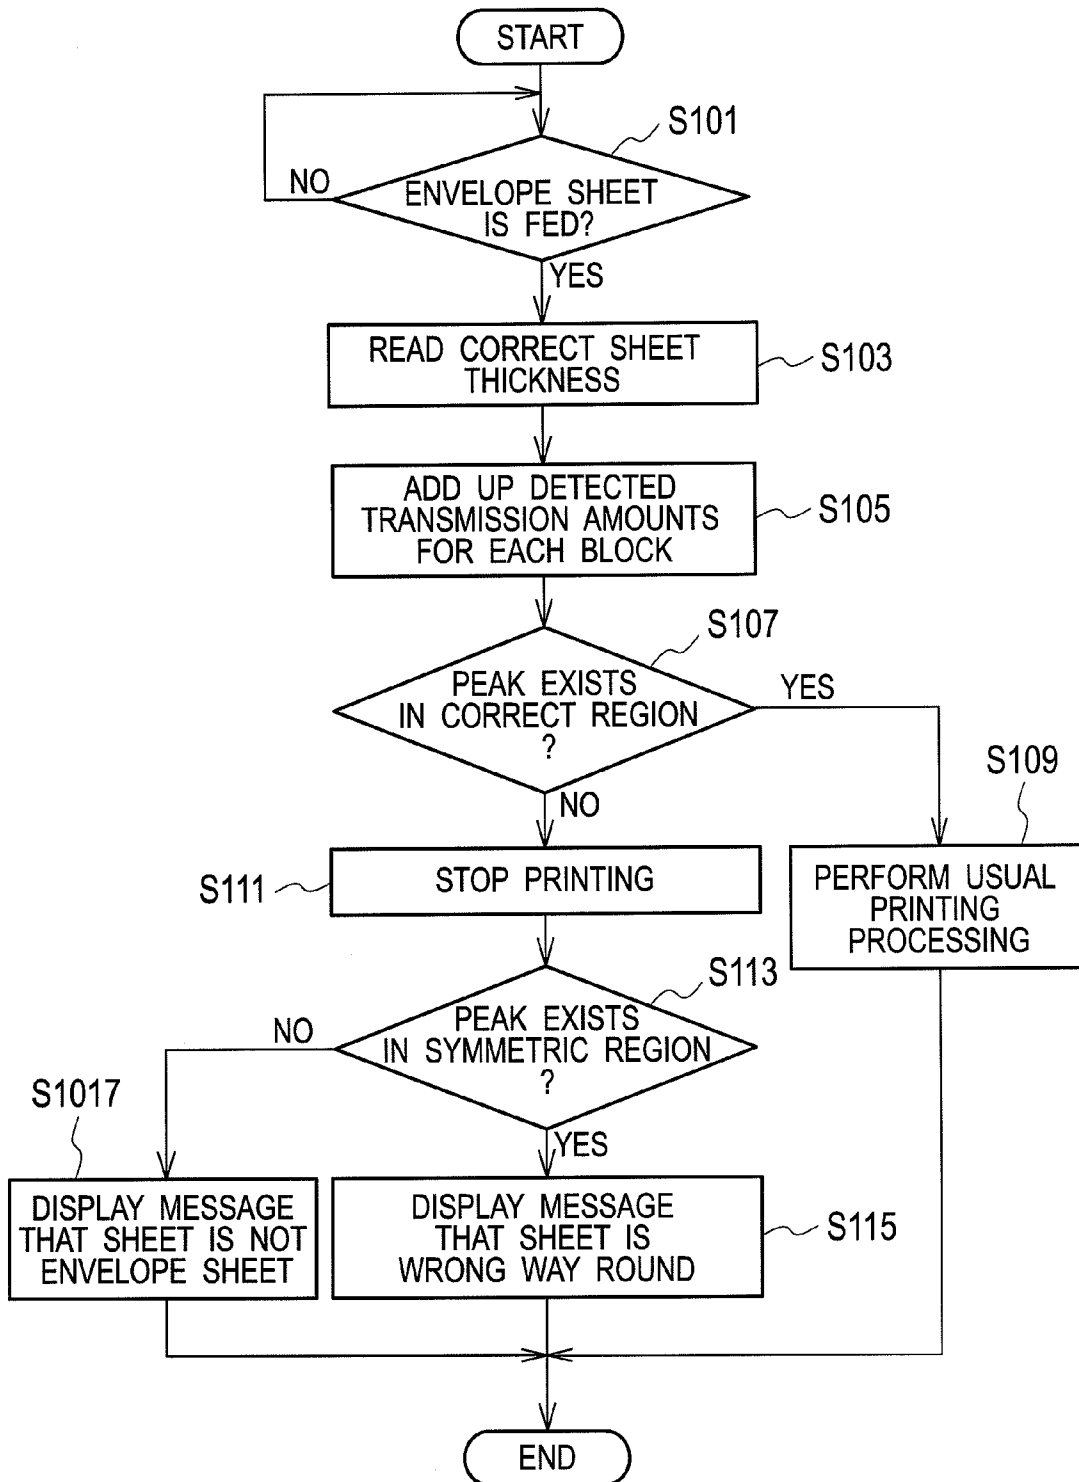 START
S101
NO
ENVELOPE SHEET
IS FED?
YES
READ CORRECT SHEET
THICKNESS
S103
ADD UP DETECTED
TRANSMISSION AMOUNTS
FOR EACH BLOCK
S105
S107
PEAK EXISTS
IN CORRECT REGION
?
YES
NO
S109
STOP PRINTING
S111
PERFORM USUAL
PRINTING
PROCESSING
S113
PEAK EXISTS
IN SYMMETRIC REGION
?
NO
YES
S1017
DISPLAY MESSAGE
THAT SHEET IS NOT
ENVELOPE SHEET
DISPLAY MESSAGE
THAT SHEET IS
WRONG WAY ROUND
S115
END